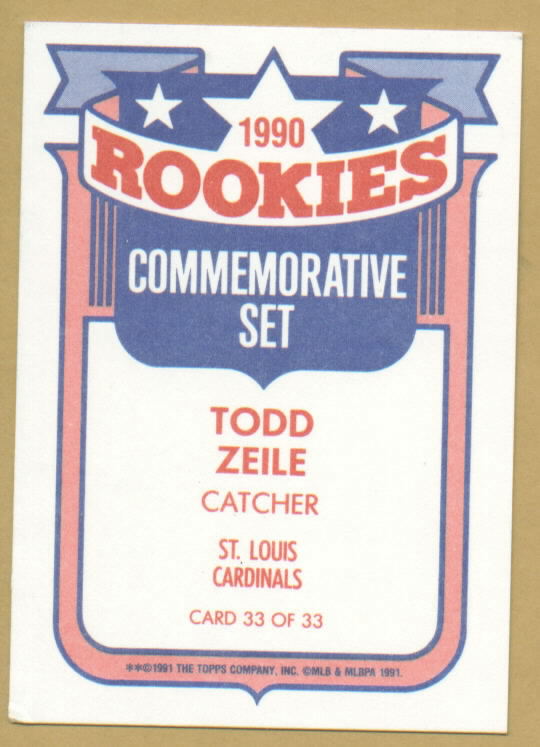 1990
ROOKIES
COMMEMORATIVE
SET
TODD
ZEILE
CATCHER
ST. LOUIS
CARDINALS
CARD 33 OF 33
**©1991 THE TOPPS COMPANY, INC. ©MLB & MLBPA 1991.